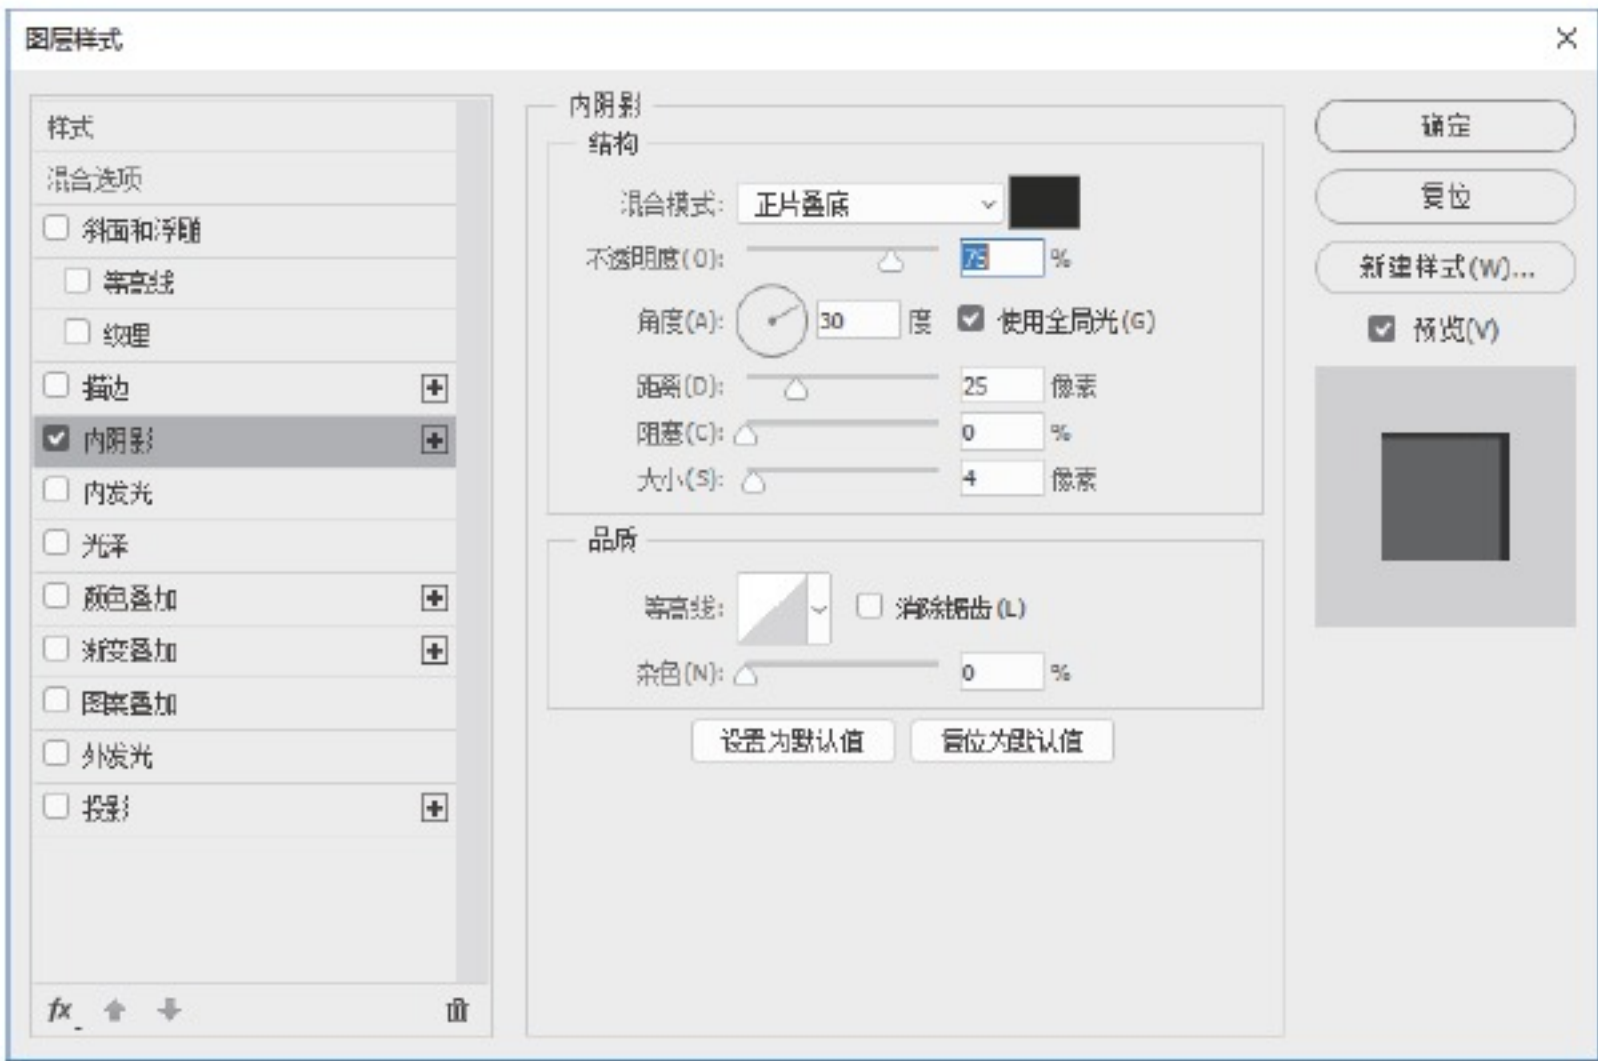 图层样式
样式
混合选项
斜面和浮雕
等高线
纹理
描边
内阴影
内发光
光泽
颜色叠加
渐变叠加
图案叠加
外发光
投影
fx
内阴影
结构
混合模式: 正片叠底
不透明度(O): 75 %
角度(A): 30 度 使用全局光(G)
距离(D): 25 像素
阻塞(C): 0 %
大小(S): 4 像素
品质
等高线: 消除锯齿(L)
杂色(N): 0 %
设置为默认值 复位为默认值
确定
复位
新建样式(W)...
预览(V)